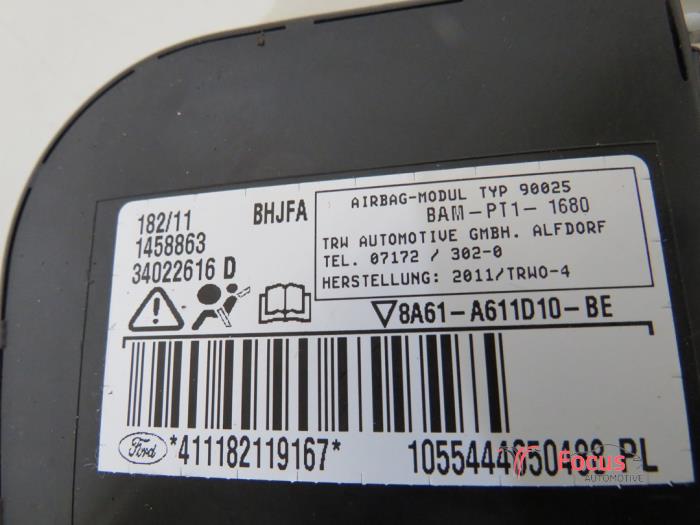 182/11
1458863
34022616 D
BHJFA
AIRBAG-MODUL TYP 90025
BAM-PT1- 1680
TRW AUTOMOTIVE GMBH. ALFDORF
TEL. 07172 / 302-0
HERSTELLUNG: 2011/TRWO-4
8A61-A611D10-BE
Ford
*411182119167*
PL
Focus
AUTOMOTIVE